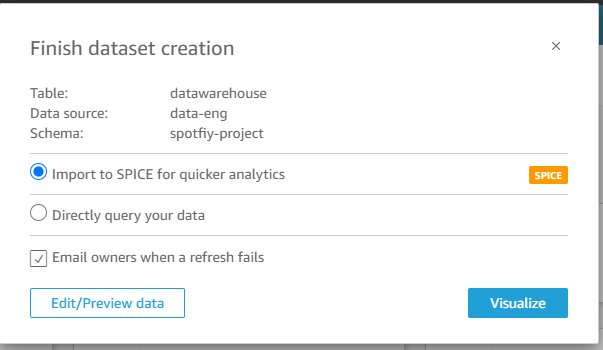 Finish dataset creation
Table: datawarehouse
Data source: data-eng
Schema: spotfiy-project
Import to SPICE for quicker analytics SPICE
Directly query your data
Email owners when a refresh fails
Edit/Preview data Visualize